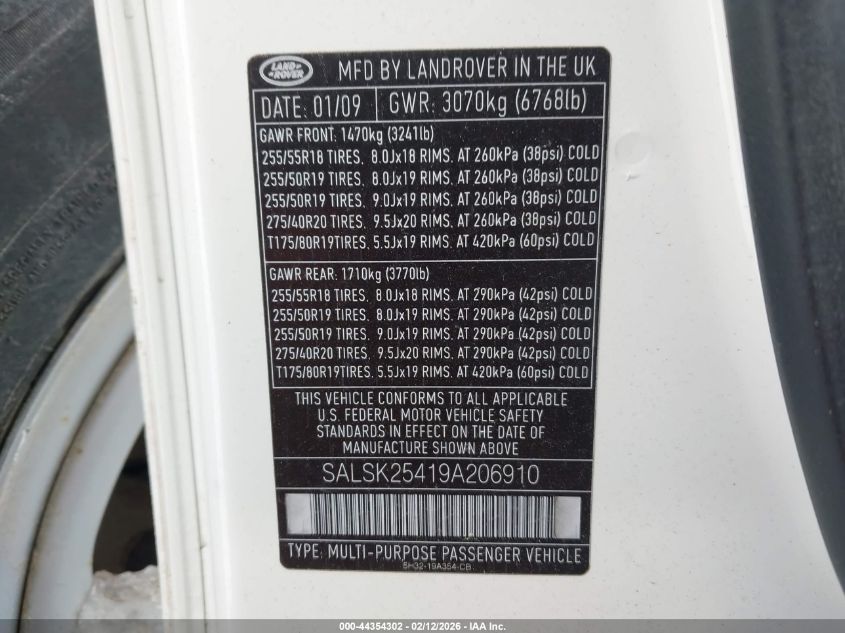 LAND ROVER
MFD BY LANDROVER IN THE UK
DATE: 01/09 GWR: 3070kg (6768lb)
GAWR FRONT: 1470kg (3241lb)
255/55R18 TIRES. 8.0Jx18 RIMS. AT 260kPa (38psi) COLD
255/50R19 TIRES. 8.0Jx19 RIMS. AT 260kPa (38psi) COLD
255/50R19 TIRES. 9.0Jx19 RIMS. AT 260kPa (38psi) COLD
275/40R20 TIRES. 9.5Jx20 RIMS. AT 260kPa (38psi) COLD
T175/80R19TIRES. 5.5Jx19 RIMS. AT 420kPa (60psi) COLD
GAWR REAR: 1710kg (3770lb)
255/55R18 TIRES. 8.0Jx18 RIMS. AT 290kPa (42psi) COLD
255/50R19 TIRES. 8.0Jx19 RIMS. AT 290kPa (42psi) COLD
255/50R19 TIRES. 9.0Jx19 RIMS. AT 290kPa (42psi) COLD
275/40R20 TIRES. 9.5Jx20 RIMS. AT 290kPa (42psi) COLD
T175/80R19TIRES. 5.5Jx19 RIMS. AT 420kPa (60psi) COLD
THIS VEHICLE CONFORMS TO ALL APPLICABLE
U.S. FEDERAL MOTOR VEHICLE SAFETY
STANDARDS IN EFFECT ON THE DATE OF
MANUFACTURE SHOWN ABOVE
SALSK25419A206910
TYPE: MULTI-PURPOSE PASSENGER VEHICLE
5H32-19A354-CB
000-44354302 - 02/12/2026 - IAA Inc.